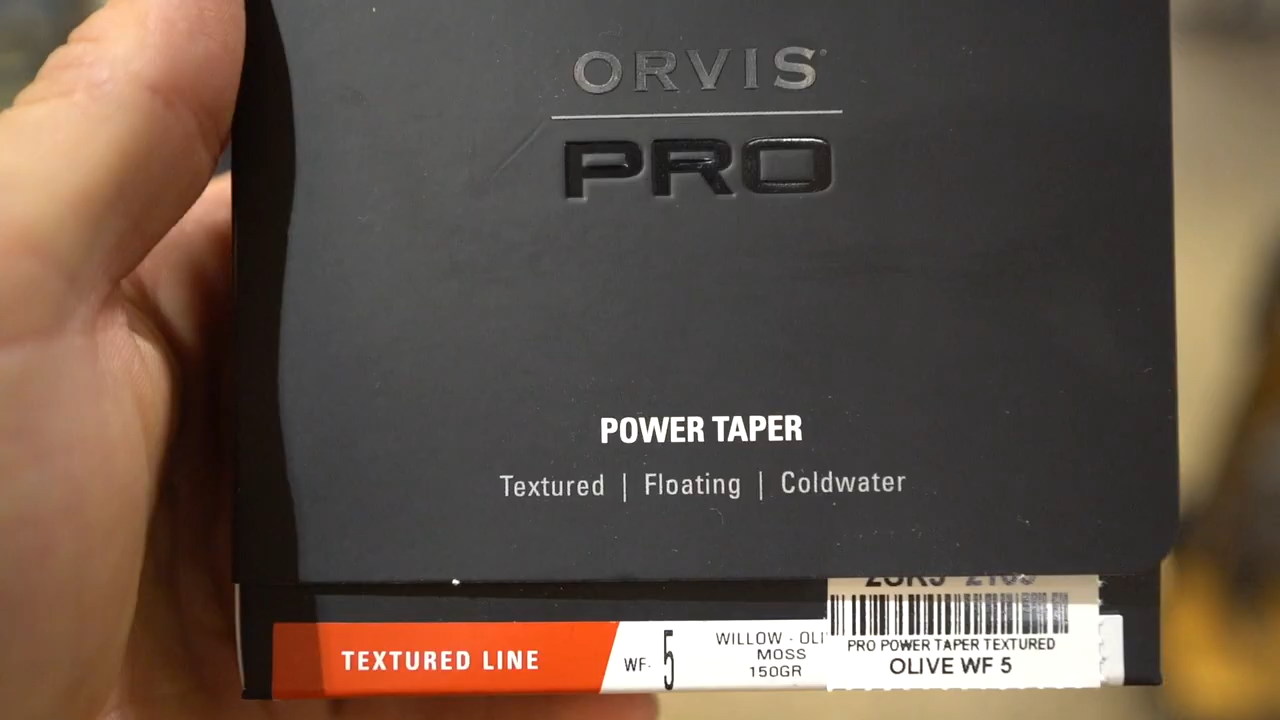 ORVIS
PRO
POWER TAPER
Textured | Floating | Coldwater
TEXTURED LINE
WF-5
WILLOW - OLI
MOSS
150GR
PRO POWER TAPER TEXTURED
OLIVE WF 5